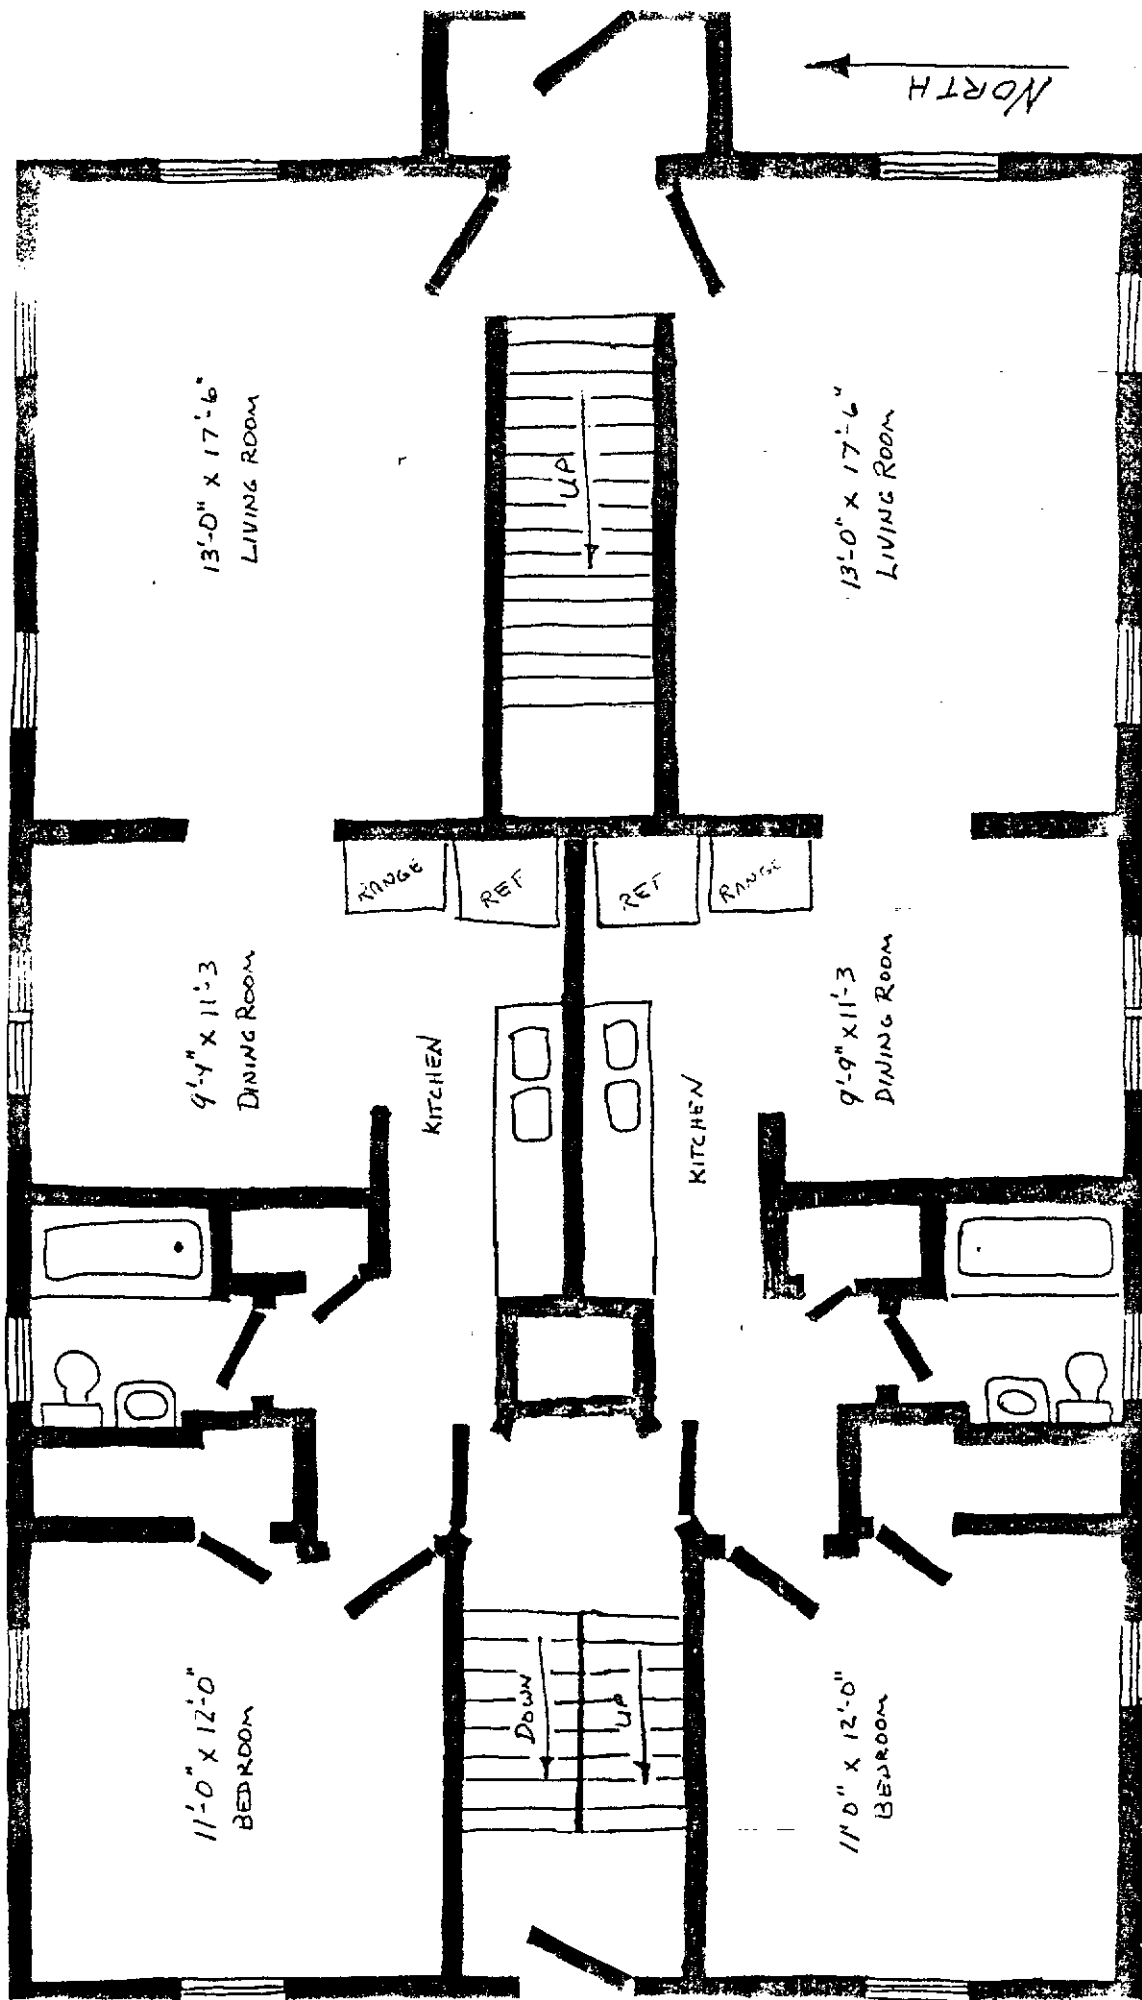 NORTH
13'-0" x 17'-6"
LIVING ROOM
UP
13'-0" x 17'-6"
LIVING ROOM
RANGE
REF
REF
RANGE
9'-4" x 11'-3
DINING ROOM
KITCHEN
KITCHEN
9'-9" x 11'-3
DINING ROOM
11'-0" x 12'-0"
BEDROOM
DOWN
UP
11'0" x 12'-0"
BEDROOM